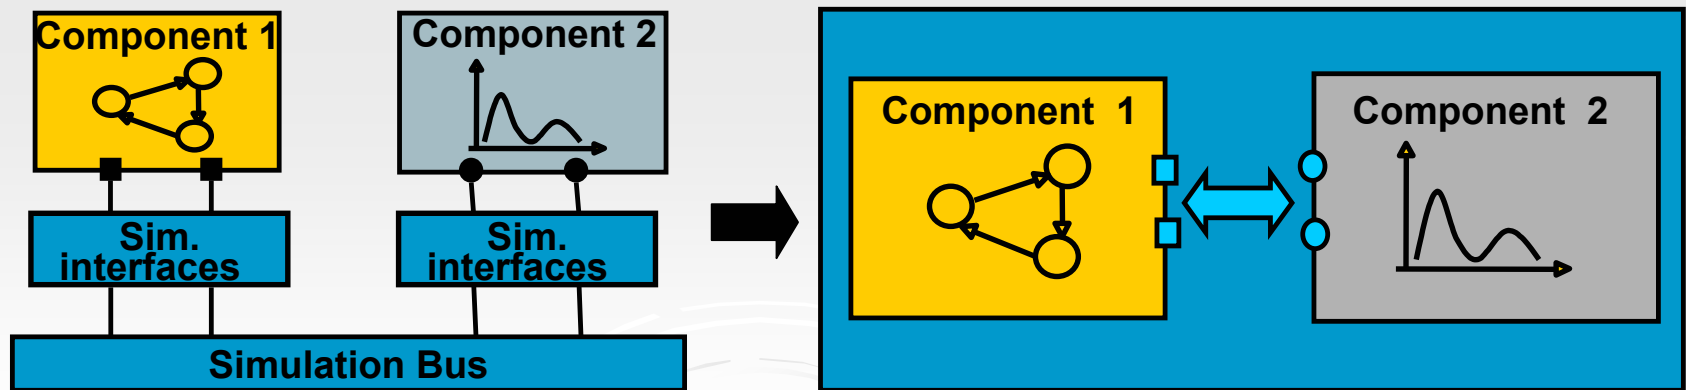 Component 1
Component 2
Sim.
interfaces
Sim.
interfaces
Simulation Bus
Component 1
Component 2